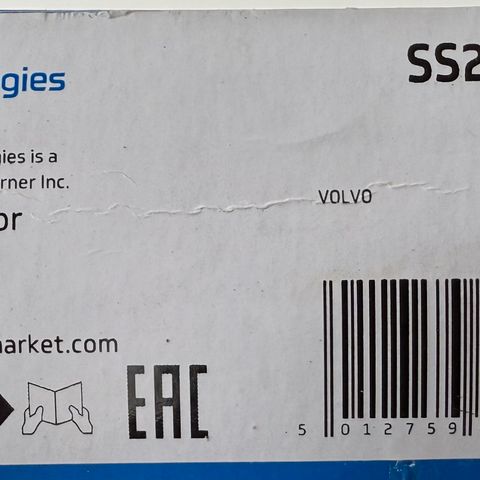 gies
SS2
gies is a
rner Inc.
or
VOLVO
market.com
EAC
5 012759